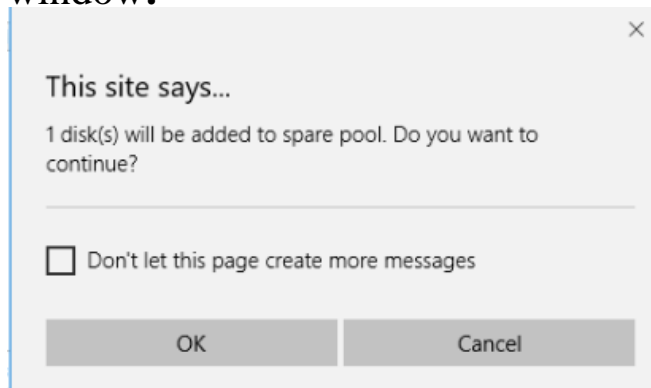 window.
This site says...
1 disk(s) will be added to spare pool. Do you want to
continue?
Don't let this page create more messages
OK
Cancel